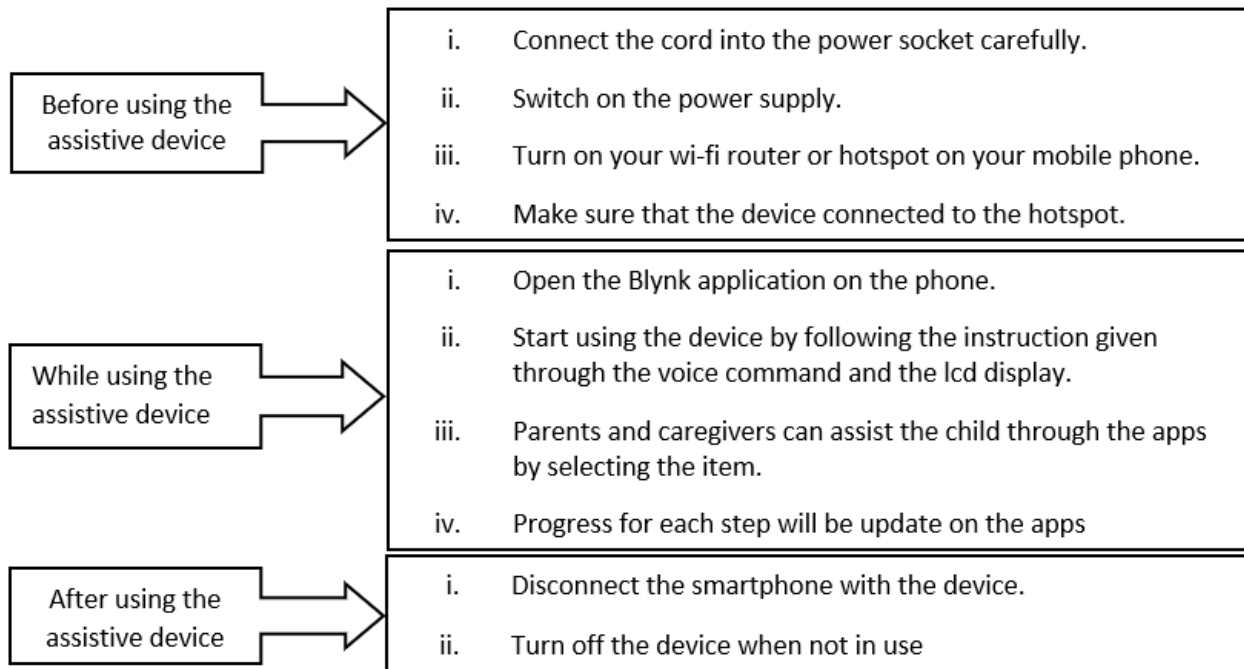 Before using the
assistive device
i. Connect the cord into the power socket carefully.
ii. Switch on the power supply.
iii. Turn on your wi-fi router or hotspot on your mobile phone.
iv. Make sure that the device connected to the hotspot.
While using the
assistive device
i. Open the Blynk application on the phone.
ii. Start using the device by following the instruction given
through the voice command and the lcd display.
iii. Parents and caregivers can assist the child through the apps
by selecting the item.
iv. Progress for each step will be update on the apps
After using the
assistive device
i. Disconnect the smartphone with the device.
ii. Turn off the device when not in use